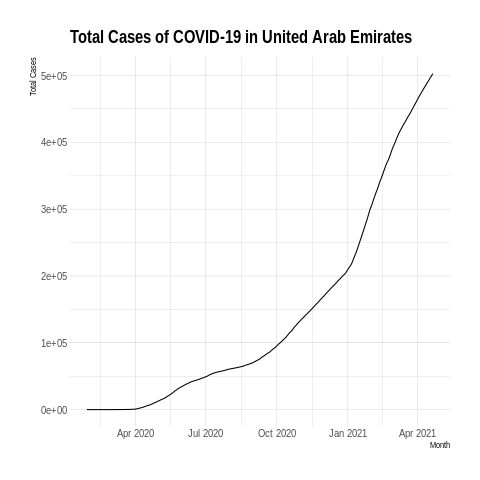 Total Cases of COVID-19 in United Arab Emirates
Total Cases
5e+05
4e+05
3e+05
2e+05
1e+05
0e+00
Apr 2020 Jul 2020 Oct 2020 Jan 2021 Apr 2021
Month